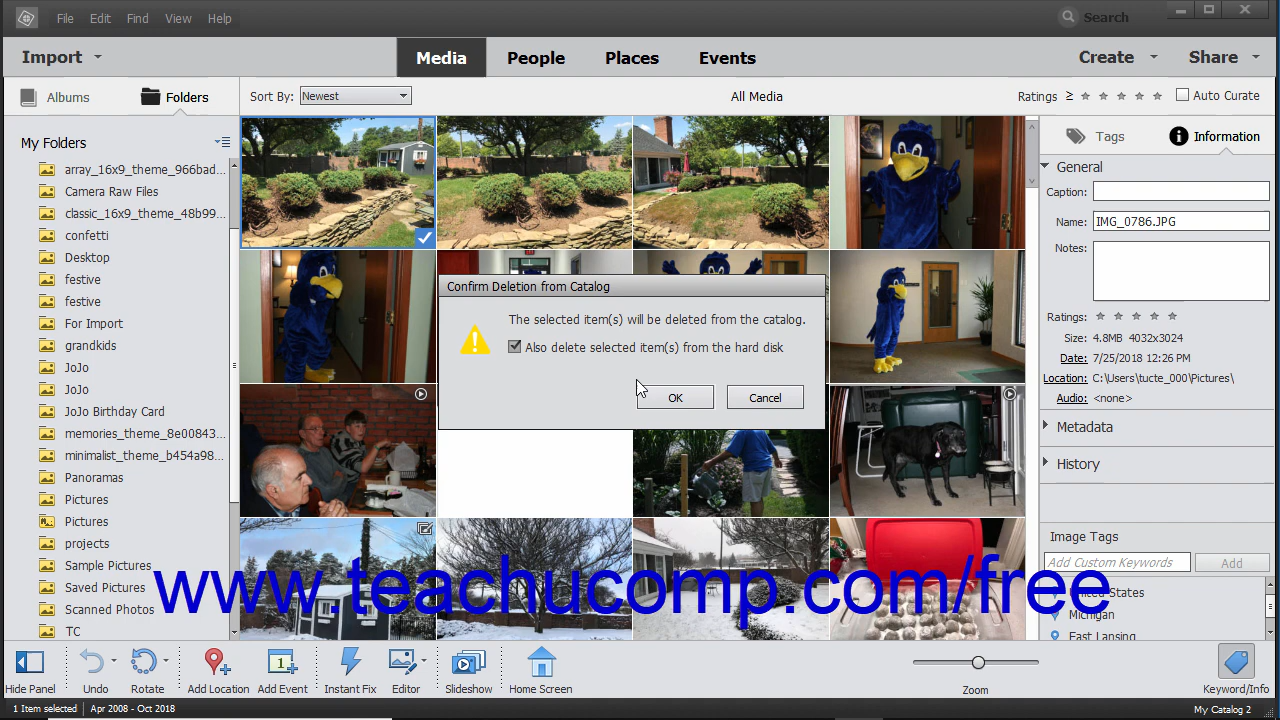 File Edit Find View Help
Search
Import
Media
People
Places
Events
Create
Share
Albums
Folders
Sort By: Newest
All Media
Ratings ≥
Auto Curate
My Folders
array_16x9_theme_966bad...
Camera Raw Files
classic_16x9_theme_48b99...
confetti
Desktop
festive
festive
For Import
grandkids
JoJo
JoJo
JoJo Birthday Card
memories_theme_8e00843...
minimalist_theme_b454a98...
Panoramas
Pictures
Pictures
projects
Sample Pictures
Saved Pictures
Scanned Photos
TC
Confirm Deletion from Catalog
The selected item(s) will be deleted from the catalog.
Also delete selected item(s) from the hard disk
OK
Cancel
Tags
Information
General
Caption:
Name: IMG_0786.JPG
Notes:
Ratings:
Size: 4.8MB 4032x3024
Date: 7/25/2018 12:26 PM
Location: C:\Users\tucte_000\Pictures\
Audio: <none>
Metadata
History
Image Tags
Add Custom Keywords
Add
United States
Michigan
East Lansing
www.teachucomp.com/free
Hide Panel
Undo
Rotate
Add Location
1
Add Event
Instant Fix
Editor
Slideshow
Home Screen
Zoom
Keyword/Info
1 Item selected
Apr 2008 - Oct 2018
My Catalog 2